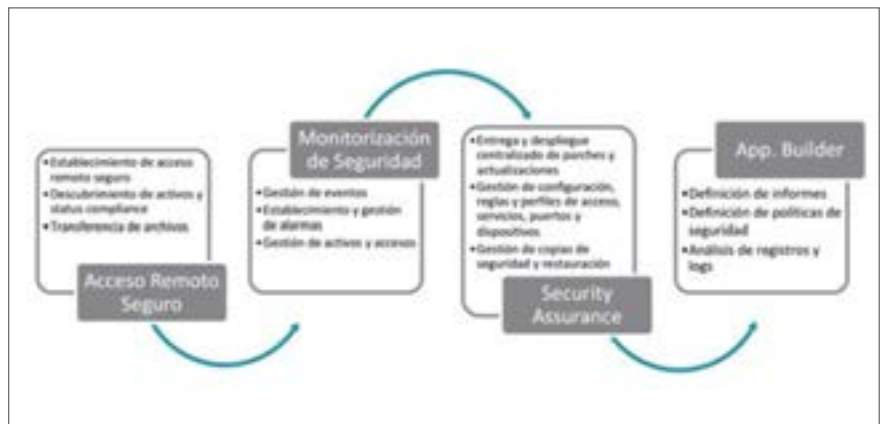 •Establecimiento de acceso
remoto seguro
•Descubrimiento de activos y
status compliance
•Transferencia de archivos
Acceso Remoto
Seguro
Monitorización
de Seguridad
•Gestión de eventos
•Establecimiento y gestión
de alarmas
•Gestión de activos y accesos
•Entrega y despliegue
centralizado de parches y
actualizaciones
•Gestión de configuración,
reglas y perfiles de acceso,
servicios, puertos y
dispositivos
•Gestión de copias de
seguridad y restauración
Security
Assurance
App. Builder
•Definición de informes
•Definición de políticas de
seguridad
•Análisis de registros y
logs